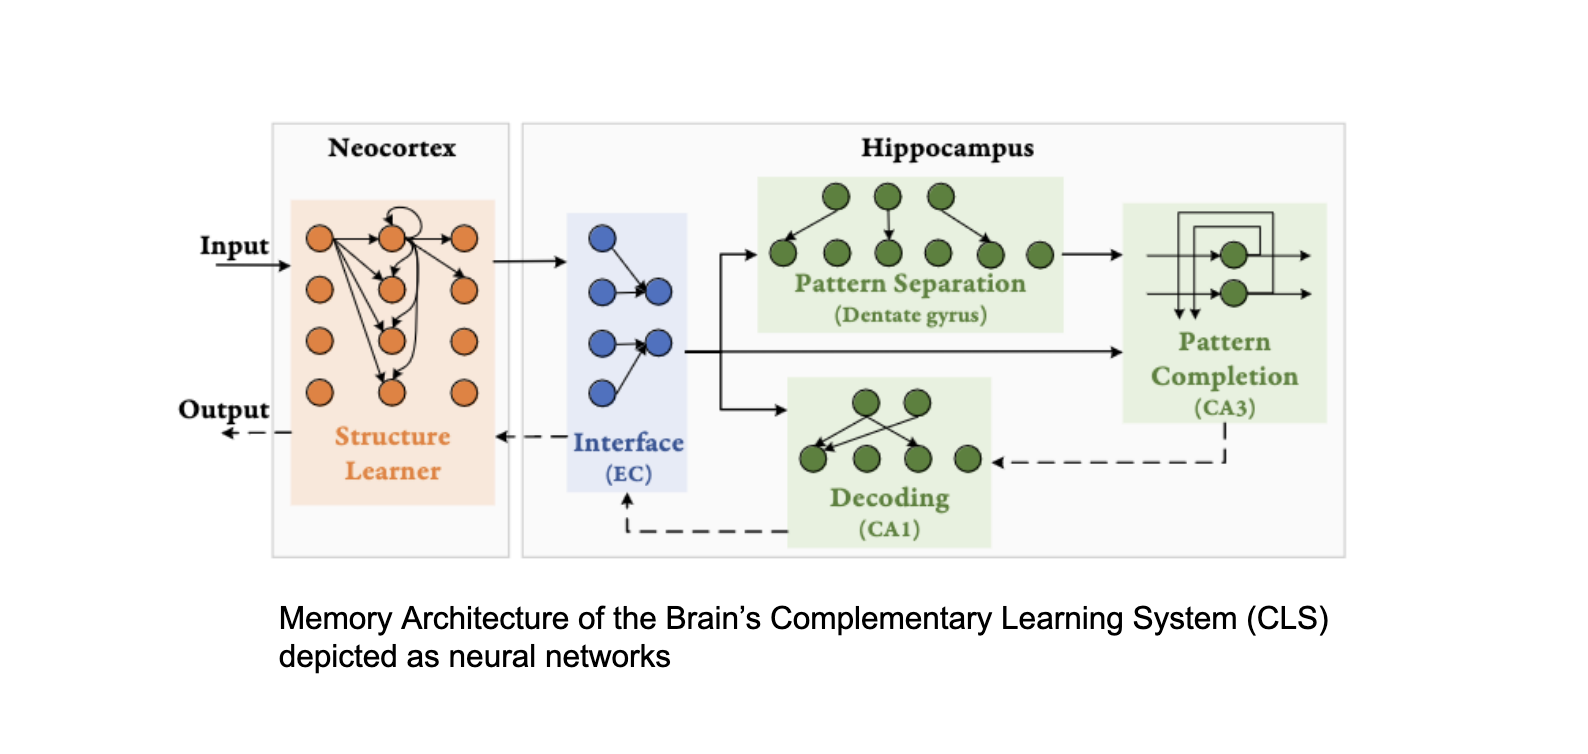 Neocortex
Hippocampus
Input
Output
Structure
Learner
Interface
(EC)
Pattern Separation
(Dentate gyrus)
Pattern
Completion
(CA3)
Decoding
(CA1)
Memory Architecture of the Brain’s Complementary Learning System (CLS)
depicted as neural networks